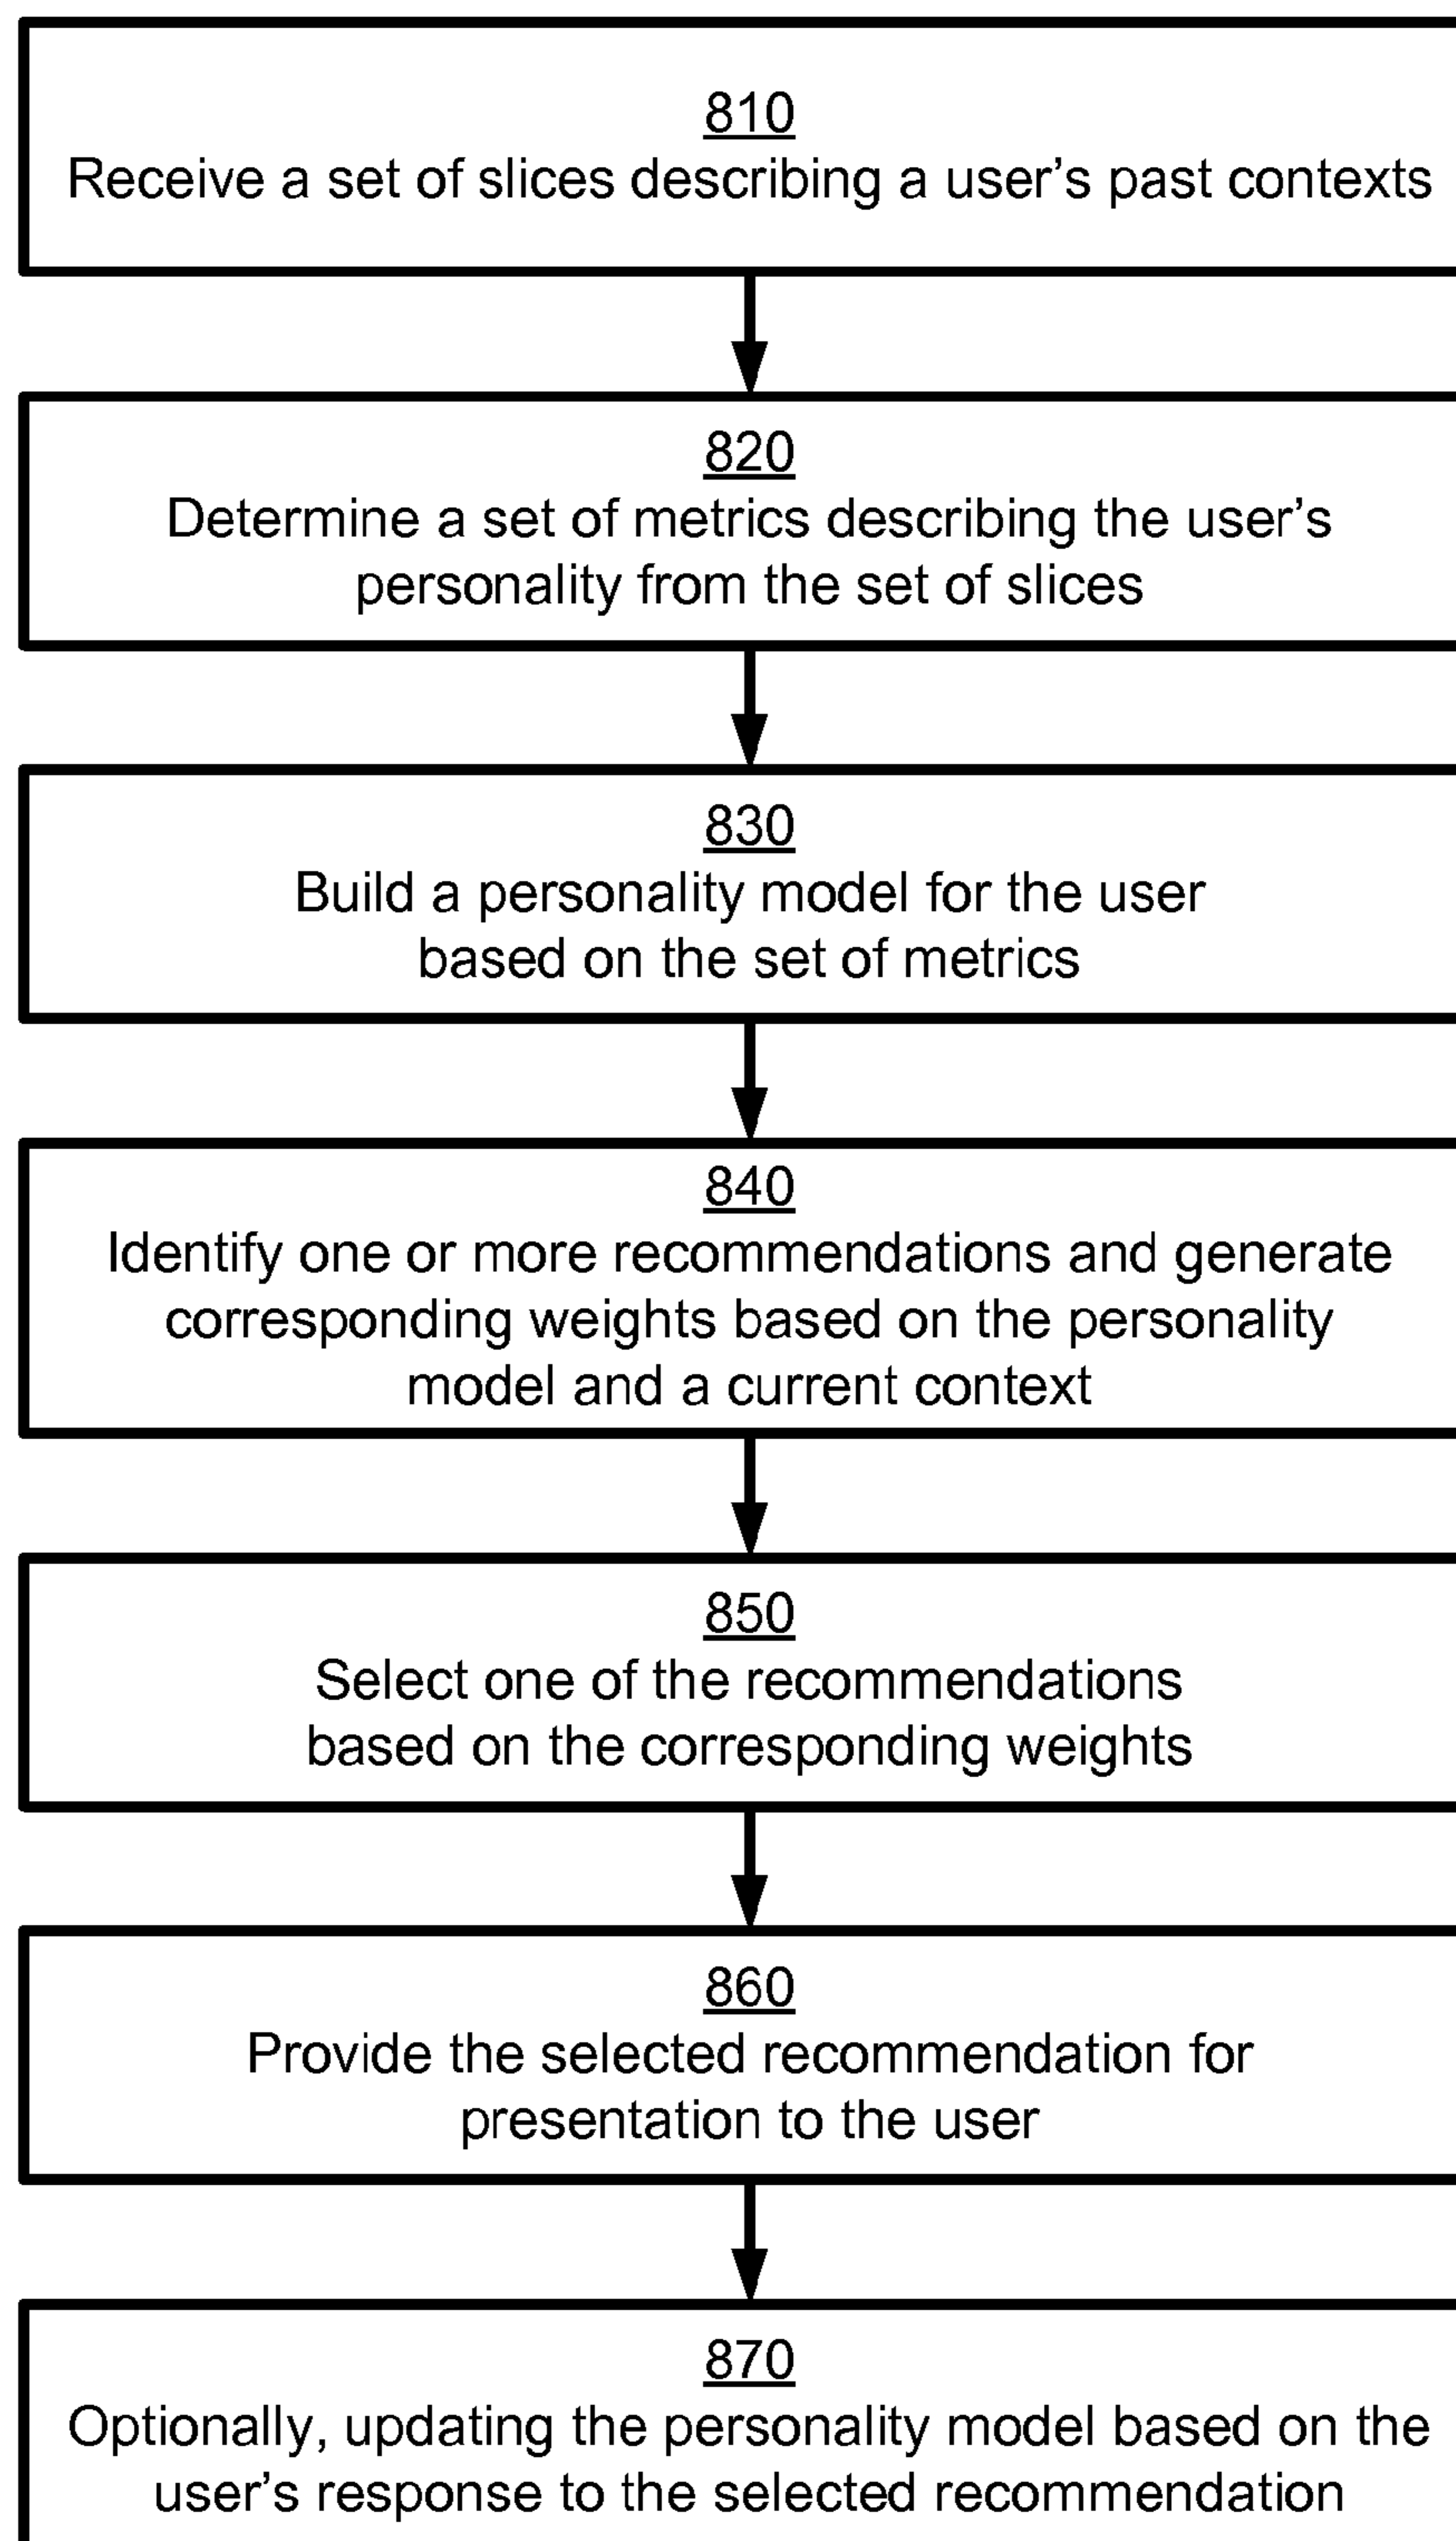 810
Receive a set of slices describing a user’s past contexts
820
Determine a set of metrics describing the user’s
personality from the set of slices
830
Build a personality model for the user
based on the set of metrics
840
Identify one or more recommendations and generate
corresponding weights based on the personality
model and a current context
850
Select one of the recommendations
based on the corresponding weights
860
Provide the selected recommendation for
presentation to the user
870
Optionally, updating the personality model based on the
user’s response to the selected recommendation